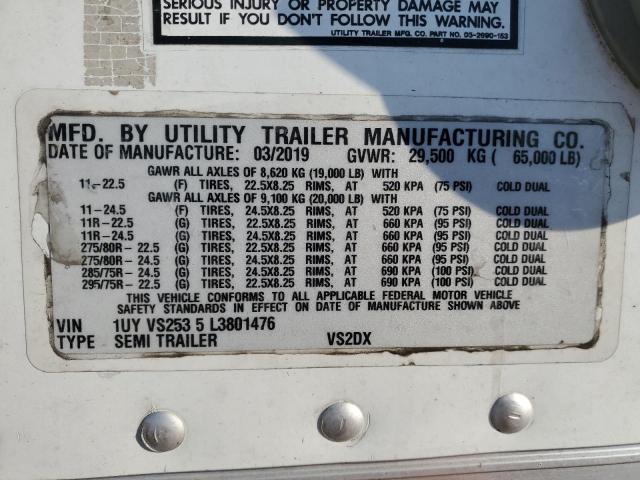 SERIOUS INJURY OR PROPERTY DAMAGE MAY
RESULT IF YOU DON'T FOLLOW THIS WARNING.
UTILITY TRAILER MFG. CO. PART NO. 05-2690-153
MFD. BY UTILITY TRAILER MANUFACTURING CO.
DATE OF MANUFACTURE: 03/2019 GVWR: 29,500 KG ( 65,000 LB)
GAWR ALL AXLES OF 8,620 KG (19,000 LB) WITH
11-22.5 (F) TIRES, 22.5X8.25 RIMS, AT 520 KPA (75 PSI) COLD DUAL
GAWR ALL AXLES OF 9,100 KG (20,000 LB) WITH
11-24.5 (F) TIRES, 24.5X8.25 RIMS, AT 520 KPA (75 PSI) COLD DUAL
11R-22.5 (G) TIRES, 22.5X8.25 RIMS, AT 660 KPA (95 PSI) COLD DUAL
11R-24.5 (G) TIRES, 24.5X8.25 RIMS, AT 660 KPA (95 PSI) COLD DUAL
275/80R-22.5 (G) TIRES, 22.5X8.25 RIMS, AT 660 KPA (95 PSI) COLD DUAL
275/80R-24.5 (G) TIRES, 24.5X8.25 RIMS, AT 660 KPA (95 PSI) COLD DUAL
285/75R-24.5 (G) TIRES, 24.5X8.25 RIMS, AT 690 KPA (100 PSI) COLD DUAL
295/75R-22.5 (G) TIRES, 22.5X8.25 RIMS, AT 690 KPA (100 PSI) COLD DUAL
THIS VEHICLE CONFORMS TO ALL APPLICABLE FEDERAL MOTOR VEHICLE
SAFETY STANDARDS IN EFFECT ON DATE OF MANUFACTURE SHOWN ABOVE
VIN 1UY VS253 5 L3801476
TYPE SEMI TRAILER VS2DX